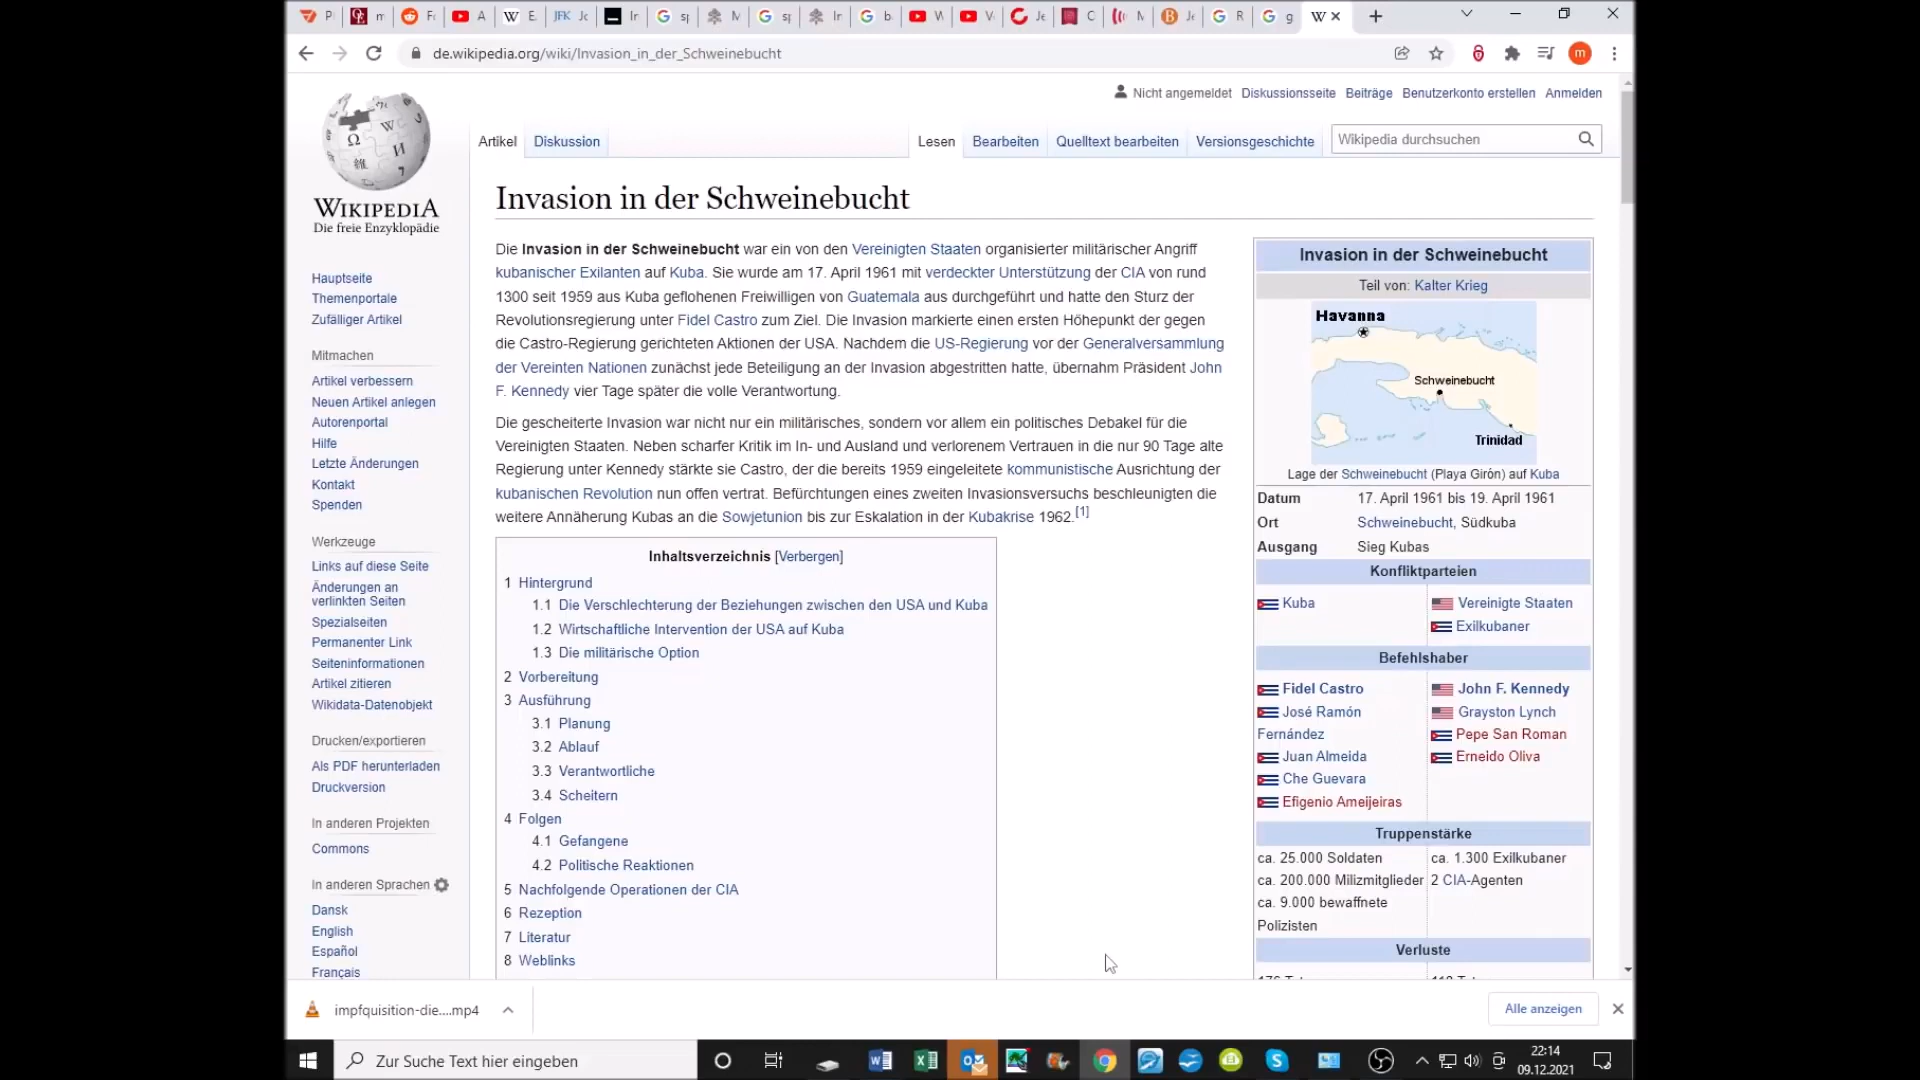 de.wikipedia.org/wiki/Invasion_in_der_Schweinebucht
Nicht angemeldet Diskussionsseite Beiträge Benutzerkonto erstellen Anmelden
Artikel Diskussion Lesen Bearbeiten Quelltext bearbeiten Versionsgeschichte Wikipedia durchsuchen
WIKIPEDIA
Die freie Enzyklopädie
Hauptseite
Themenportale
Zufälliger Artikel
Mitmachen
Artikel verbessern
Neuen Artikel anlegen
Autorenportal
Hilfe
Letzte Änderungen
Kontakt
Spenden
Werkzeuge
Links auf diese Seite
Änderungen an
verlinkten Seiten
Spezialseiten
Permanenter Link
Seiteninformationen
Artikel zitieren
Wikidata-Datenobjekt
Drucken/exportieren
Als PDF herunterladen
Druckversion
In anderen Projekten
Commons
In anderen Sprachen
Dansk
English
Español
Français
Invasion in der Schweinebucht
Die Invasion in der Schweinebucht war ein von den Vereinigten Staaten organisierter militärischer Angriff
kubanischer Exilanten auf Kuba. Sie wurde am 17. April 1961 mit verdeckter Unterstützung der CIA von rund
1300 seit 1959 aus Kuba geflohenen Freiwilligen von Guatemala aus durchgeführt und hatte den Sturz der
Revolutionsregierung unter Fidel Castro zum Ziel. Die Invasion markierte einen ersten Höhepunkt der gegen
die Castro-Regierung gerichteten Aktionen der USA. Nachdem die US-Regierung vor der Generalversammlung
der Vereinten Nationen zunächst jede Beteiligung an der Invasion abgestritten hatte, übernahm Präsident John
F. Kennedy vier Tage später die volle Verantwortung.
Die gescheiterte Invasion war nicht nur ein militärisches, sondern vor allem ein politisches Debakel für die
Vereinigten Staaten. Neben scharfer Kritik im In- und Ausland und verlorenem Vertrauen in die nur 90 Tage alte
Regierung unter Kennedy stärkte sie Castro, der die bereits 1959 eingeleitete kommunistische Ausrichtung der
kubanischen Revolution nun offen vertrat. Befürchtungen eines zweiten Invasionsversuchs beschleunigten die
weitere Annäherung Kubas an die Sowjetunion bis zur Eskalation in der Kubakrise 1962.[1]
Inhaltsverzeichnis [Verbergen]
1 Hintergrund
1.1 Die Verschlechterung der Beziehungen zwischen den USA und Kuba
1.2 Wirtschaftliche Intervention der USA auf Kuba
1.3 Die militärische Option
2 Vorbereitung
3 Ausführung
3.1 Planung
3.2 Ablauf
3.3 Verantwortliche
3.4 Scheitern
4 Folgen
4.1 Gefangene
4.2 Politische Reaktionen
5 Nachfolgende Operationen der CIA
6 Rezeption
7 Literatur
8 Weblinks
Invasion in der Schweinebucht
Teil von: Kalter Krieg
Havanna
Schweinebucht
Trinidad
Lage der Schweinebucht (Playa Girón) auf Kuba
Datum 17. April 1961 bis 19. April 1961
Ort Schweinebucht, Südkuba
Ausgang Sieg Kubas
Konfliktparteien
Kuba Vereinigte Staaten
Exilkubaner
Befehlshaber
Fidel Castro John F. Kennedy
José Ramón Grayston Lynch
Fernández Pepe San Roman
Juan Almeida Erneido Oliva
Che Guevara
Efigenio Ameijeiras
Truppenstärke
ca. 25.000 Soldaten ca. 1.300 Exilkubaner
ca. 200.000 Milizmitglieder 2 CIA-Agenten
ca. 9.000 bewaffnete
Polizisten
Verluste
impfquisition-die....mp4 Alle anzeigen
Zur Suche Text hier eingeben
22:14
09.12.2021